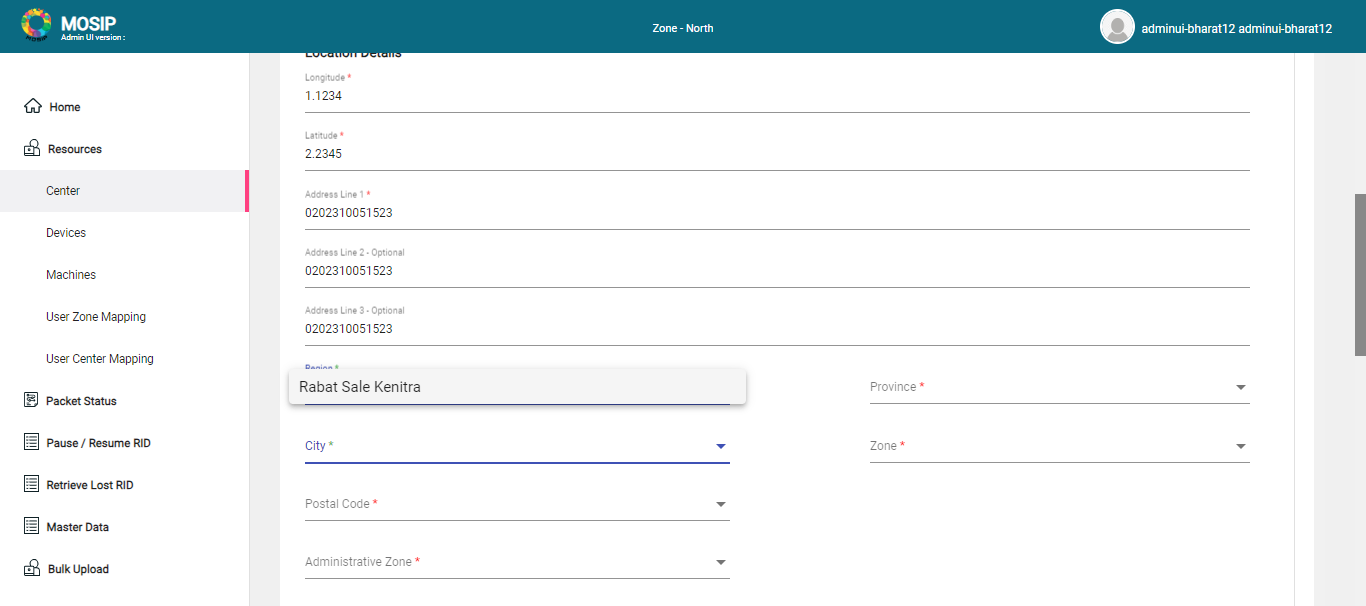 MOSIP
Admin UI version :
Zone - North
adminui-bharat12 adminui-bharat12
Home
Resources
Center
Devices
Machines
User Zone Mapping
User Center Mapping
Packet Status
Pause / Resume RID
Retrieve Lost RID
Master Data
Bulk Upload
Location Details
Longitude *
1.1234
Latitude *
2.2345
Address Line 1 *
0202310051523
Address Line 2 - Optional
0202310051523
Address Line 3 - Optional
0202310051523
Region *
Rabat Sale Kenitra
Province *
City *
Zone *
Postal Code *
Administrative Zone *